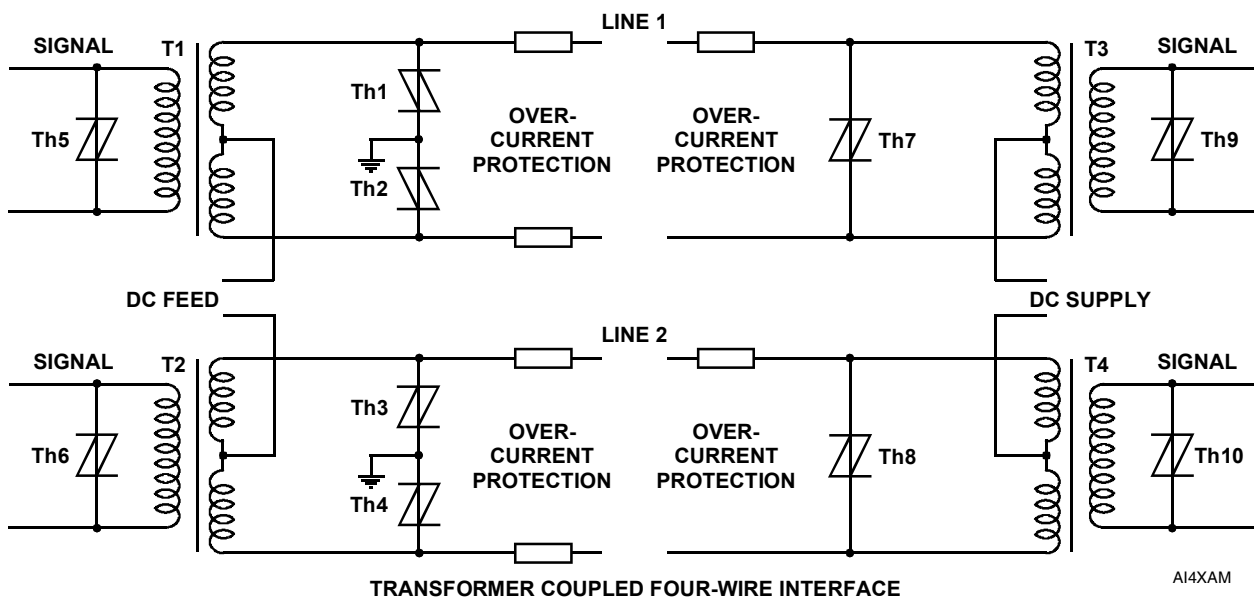 LINE 1
SIGNAL
T1
T3
SIGNAL
Th1
Th5
OVER-
CURRENT
PROTECTION
OVER-
CURRENT
PROTECTION
Th7
Th9
Th2
DC FEED
DC SUPPLY
LINE 2
SIGNAL
T2
T4
SIGNAL
Th3
Th6
OVER-
CURRENT
PROTECTION
OVER-
CURRENT
PROTECTION
Th8
Th10
Th4
TRANSFORMER COUPLED FOUR-WIRE INTERFACE
AI4XAM